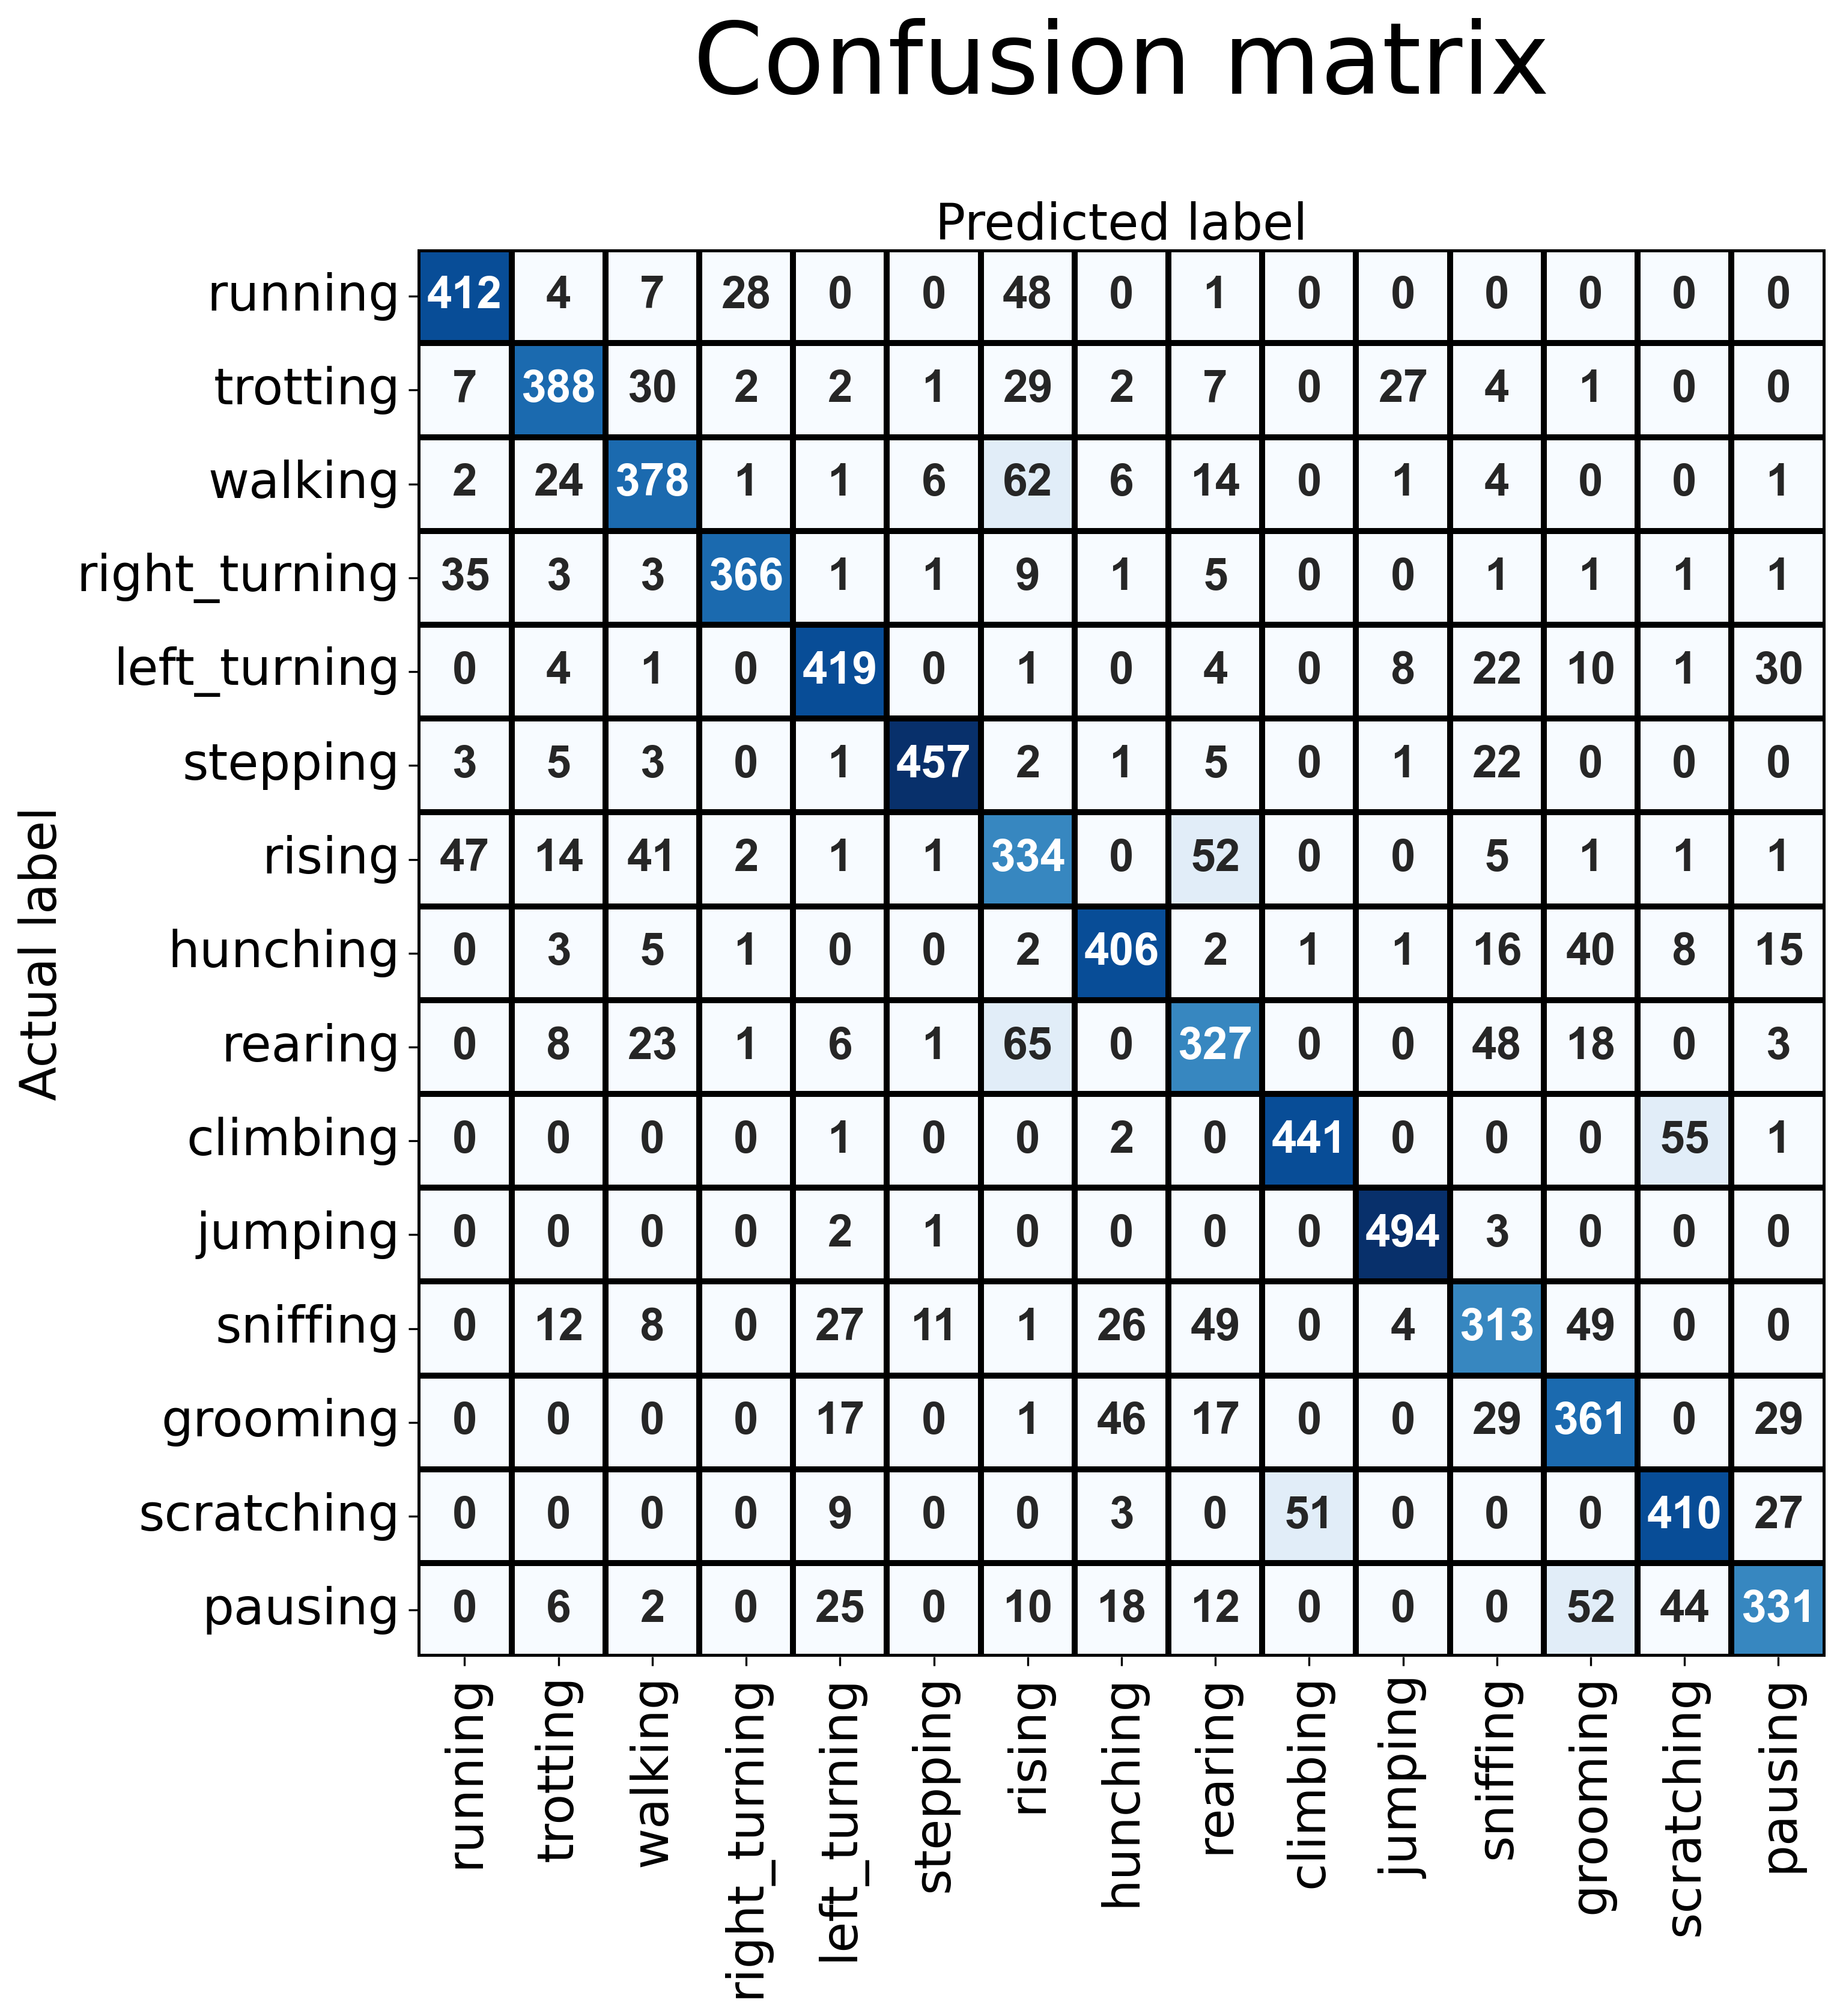 Confusion matrix
Predicted label
Actual label
running 412 4 7 28 0 0 48 0 1 0 0 0 0 0 0
trotting 7 388 30 2 2 1 29 2 7 0 27 4 1 0 0
walking 2 24 378 1 1 6 62 6 14 0 1 4 0 0 1
right_turning 35 3 3 366 1 1 9 1 5 0 0 1 1 1 1
left_turning 0 4 1 0 419 0 1 0 4 0 8 22 10 1 30
stepping 3 5 3 0 1 457 2 1 5 0 1 22 0 0 0
rising 47 14 41 2 1 1 334 0 52 0 0 5 1 1 1
hunching 0 3 5 1 0 0 2 406 2 1 1 16 40 8 15
rearing 0 8 23 1 6 1 65 0 327 0 0 48 18 0 3
climbing 0 0 0 0 1 0 0 2 0 441 0 0 0 55 1
jumping 0 0 0 0 2 1 0 0 0 0 494 3 0 0 0
sniffing 0 12 8 0 27 11 1 26 49 0 4 313 49 0 0
grooming 0 0 0 0 17 0 1 46 17 0 0 29 361 0 29
scratching 0 0 0 0 9 0 0 3 0 51 0 0 0 410 27
pausing 0 6 2 0 25 0 10 18 12 0 0 0 52 44 331
running trotting walking right_turning left_turning stepping rising hunching rearing climbing jumping sniffing grooming scratching pausing